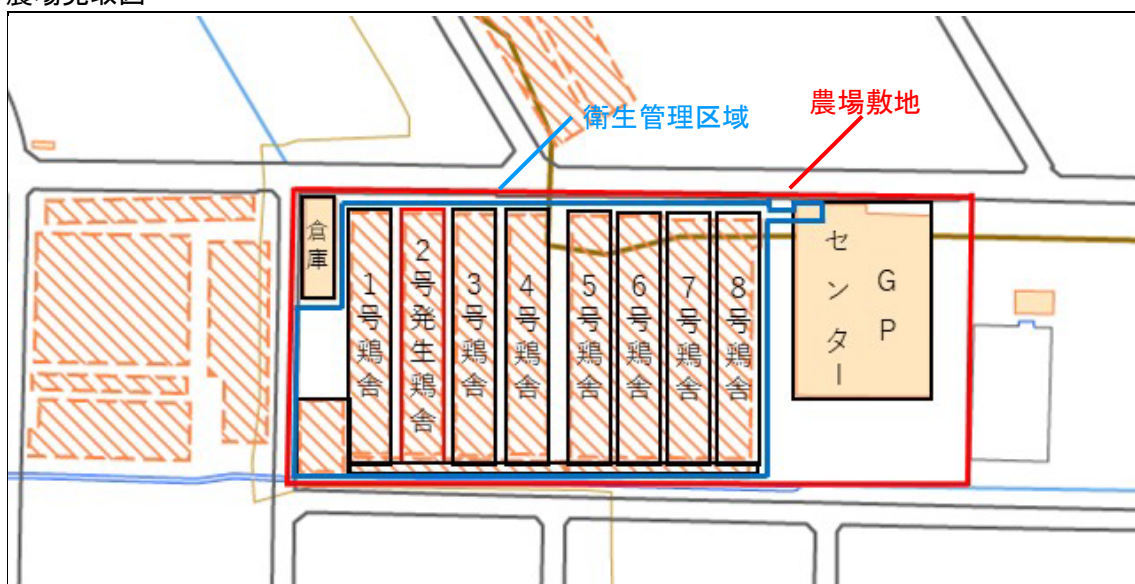 農場見取図
衛生管理区域
農場敷地
倉庫
1号鶏舎
2号発生鶏舎
3号鶏舎
4号鶏舎
5号鶏舎
6号鶏舎
7号鶏舎
8号鶏舎
GP
センター